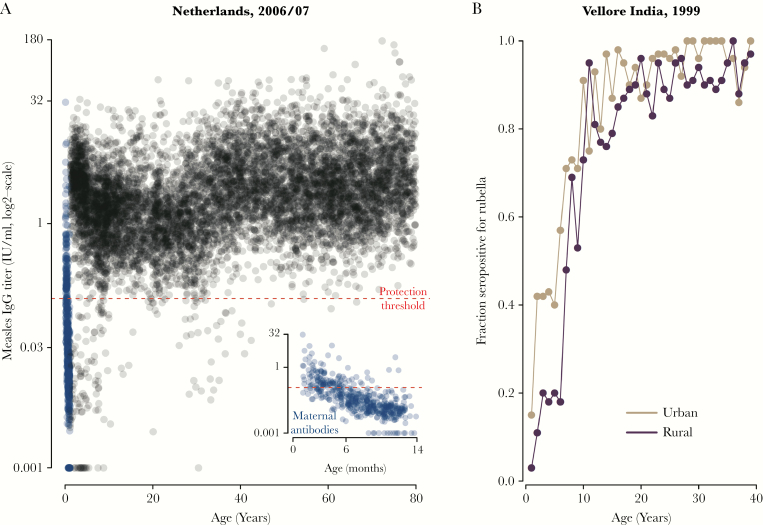 A
Netherlands, 2006/07
Measles IgG titer (IU/ml, log2–scale)
180
32
1
0.03
0.001
Protection
threshold
32
1
0.001
Maternal
antibodies
0
6
14
Age (months)
0
20
40
60
80
Age (Years)
B
Vellore India, 1999
Fraction seropositive for rubella
1.0
0.8
0.6
0.4
0.2
0.0
Urban
Rural
0
10
20
30
40
Age (Years)